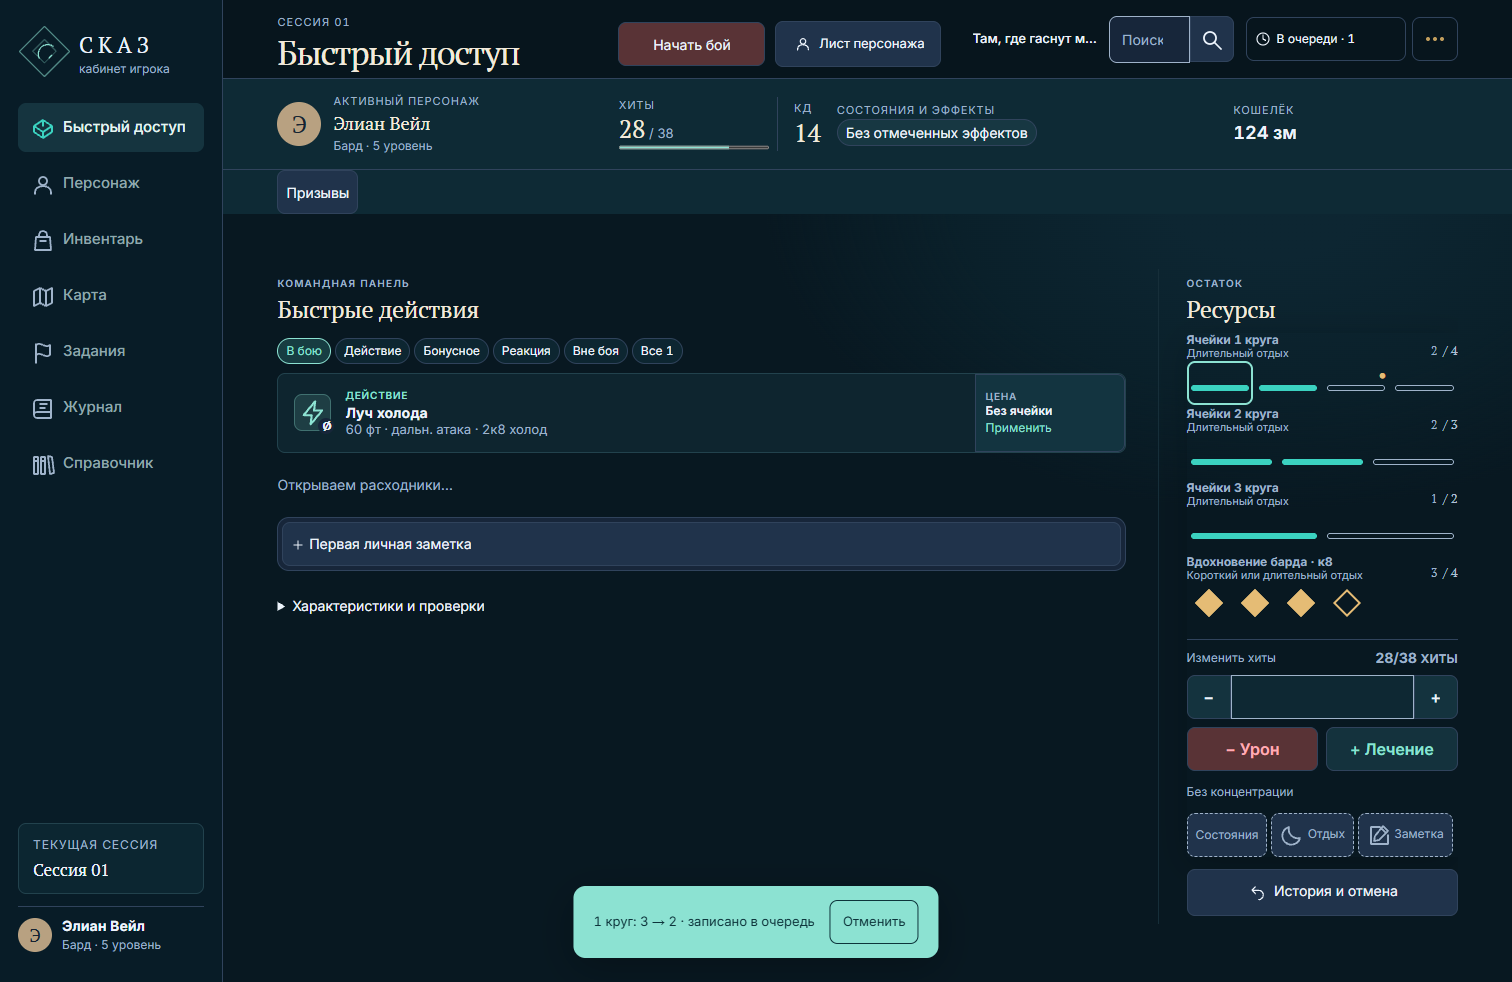 СКАЗ
кабинет игрока
Быстрый доступ
Персонаж
Инвентарь
Карта
Задания
Журнал
Справочник
ТЕКУЩАЯ СЕССИЯ
Сессия 01
Э
Элиан Вейл
Бард · 5 уровень
СЕССИЯ 01
Быстрый доступ
Начать бой
Лист персонажа
Там, где гаснут м...
Поиск
В очереди · 1
Э
АКТИВНЫЙ ПЕРСОНАЖ
Элиан Вейл
Бард · 5 уровень
ХИТЫ
28 / 38
КД
14
СОСТОЯНИЯ И ЭФФЕКТЫ
Без отмеченных эффектов
КОШЕЛЁК
124 зм
Призывы
КОМАНДНАЯ ПАНЕЛЬ
Быстрые действия
В бою
Действие
Бонусное
Реакция
Вне боя
Все 1
ДЕЙСТВИЕ
Луч холода
60 фт · дальн. атака · 2к8 холод
Ø
ЦЕНА
Без ячейки
Применить
Открываем расходники...
+ Первая личная заметка
▶ Характеристики и проверки
ОСТАТОК
Ресурсы
Ячейки 1 круга
Длительный отдых
2 / 4
Ячейки 2 круга
Длительный отдых
2 / 3
Ячейки 3 круга
Длительный отдых
1 / 2
Вдохновение барда · к8
Короткий или длительный отдых
3 / 4
Изменить хиты
28/38 ХИТЫ
−
+
− Урон
+ Лечение
Без концентрации
Состояния
Отдых
Заметка
История и отмена
1 круг: 3 → 2 · записано в очередь
Отменить